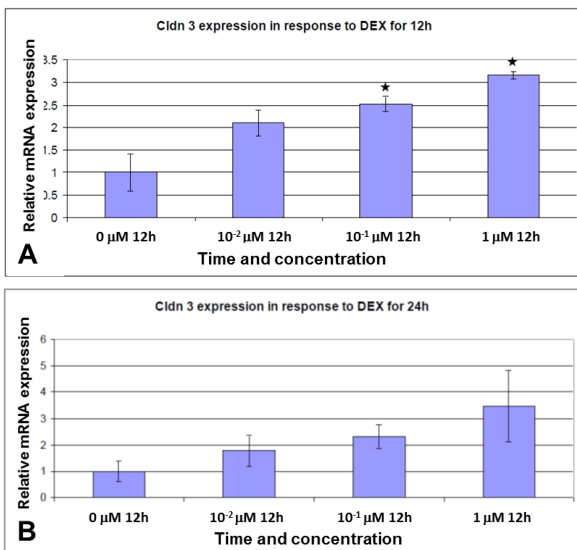 Cldn 3 expression in response to DEX for 12h
Relative mRNA expression
3.5
3
2.5
2
1.5
1
0.5
0
★
★
0 µM 12h
10⁻² µM 12h
10⁻¹ µM 12h
1 µM 12h
A
Time and concentration
Cldn 3 expression in response to DEX for 24h
Relative mRNA expression
6
5
4
3
2
1
0
0 µM 12h
10⁻² µM 12h
10⁻¹ µM 12h
1 µM 12h
B
Time and concentration